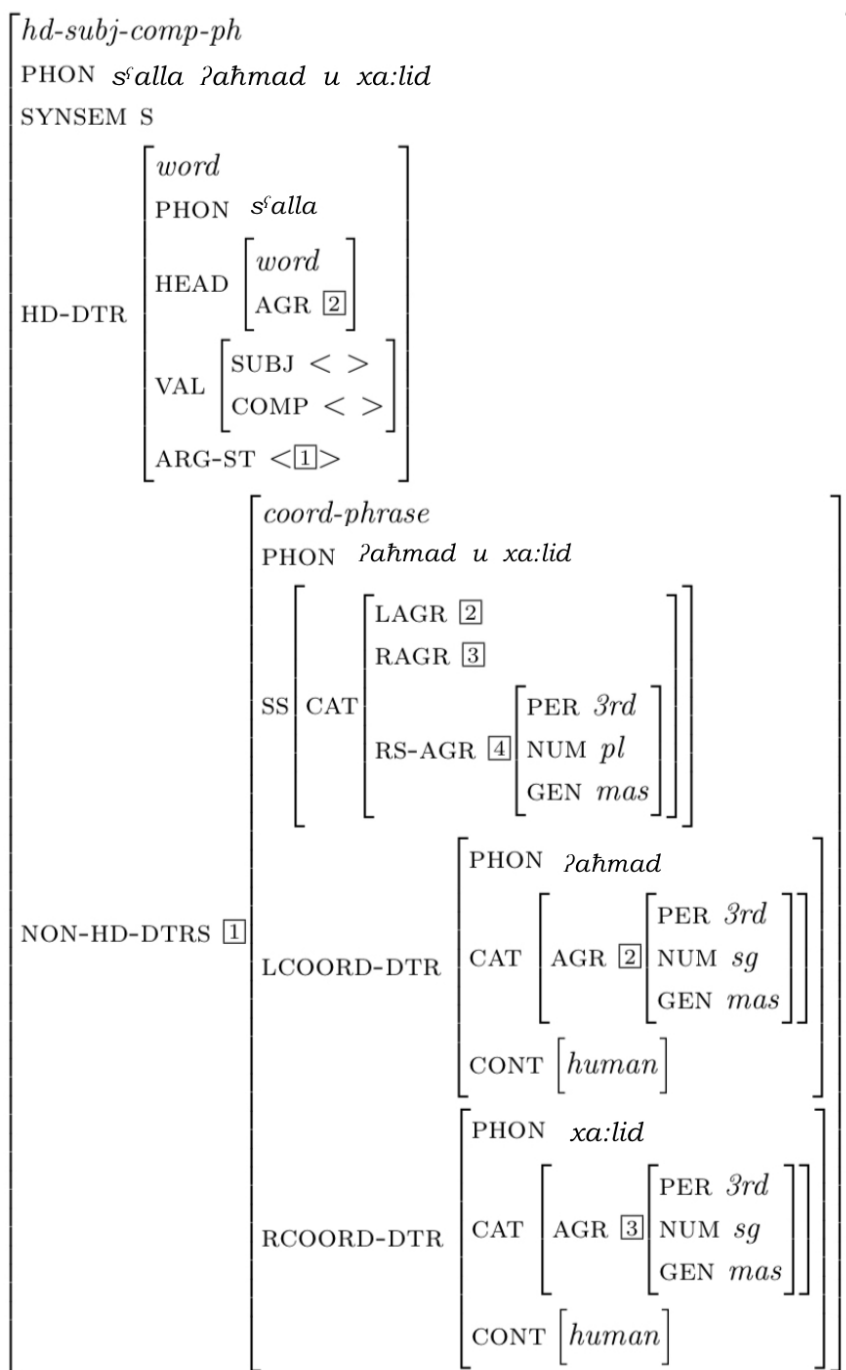 hd-subj-comp-ph
PHON sˤalla ʔaħmad u xa:lid
SYNSEM S
word
PHON sˤalla
word
HEAD
AGR 2
HD-DTR
SUBJ < >
VAL
COMP < >
ARG-ST <1>
coord-phrase
PHON ʔaħmad u xa:lid
LAGR 2
RAGR 3
PER 3rd
SS CAT
RS-AGR 4 NUM pl
GEN mas
PHON ʔaħmad
PER 3rd
NON-HD-DTRS 1
LCOORD-DTR CAT AGR 2 NUM sg
GEN mas
CONT [human]
PHON xa:lid
PER 3rd
RCOORD-DTR CAT AGR 3 NUM sg
GEN mas
CONT [human]